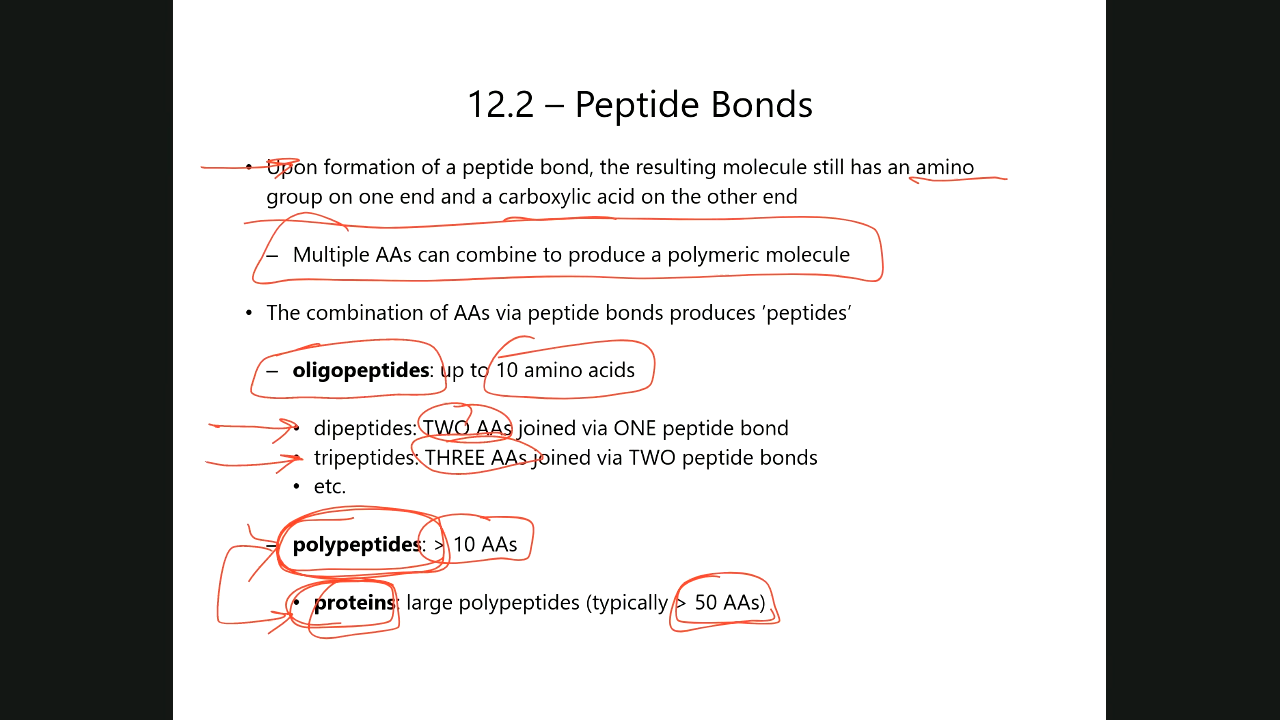 12.2 – Peptide Bonds
• Upon formation of a peptide bond, the resulting molecule still has an amino
group on one end and a carboxylic acid on the other end
– Multiple AAs can combine to produce a polymeric molecule
• The combination of AAs via peptide bonds produces ’peptides’
– oligopeptides: up to 10 amino acids
• dipeptides: TWO AAs joined via ONE peptide bond
• tripeptides: THREE AAs joined via TWO peptide bonds
• etc.
– polypeptides: > 10 AAs
• proteins: large polypeptides (typically > 50 AAs)